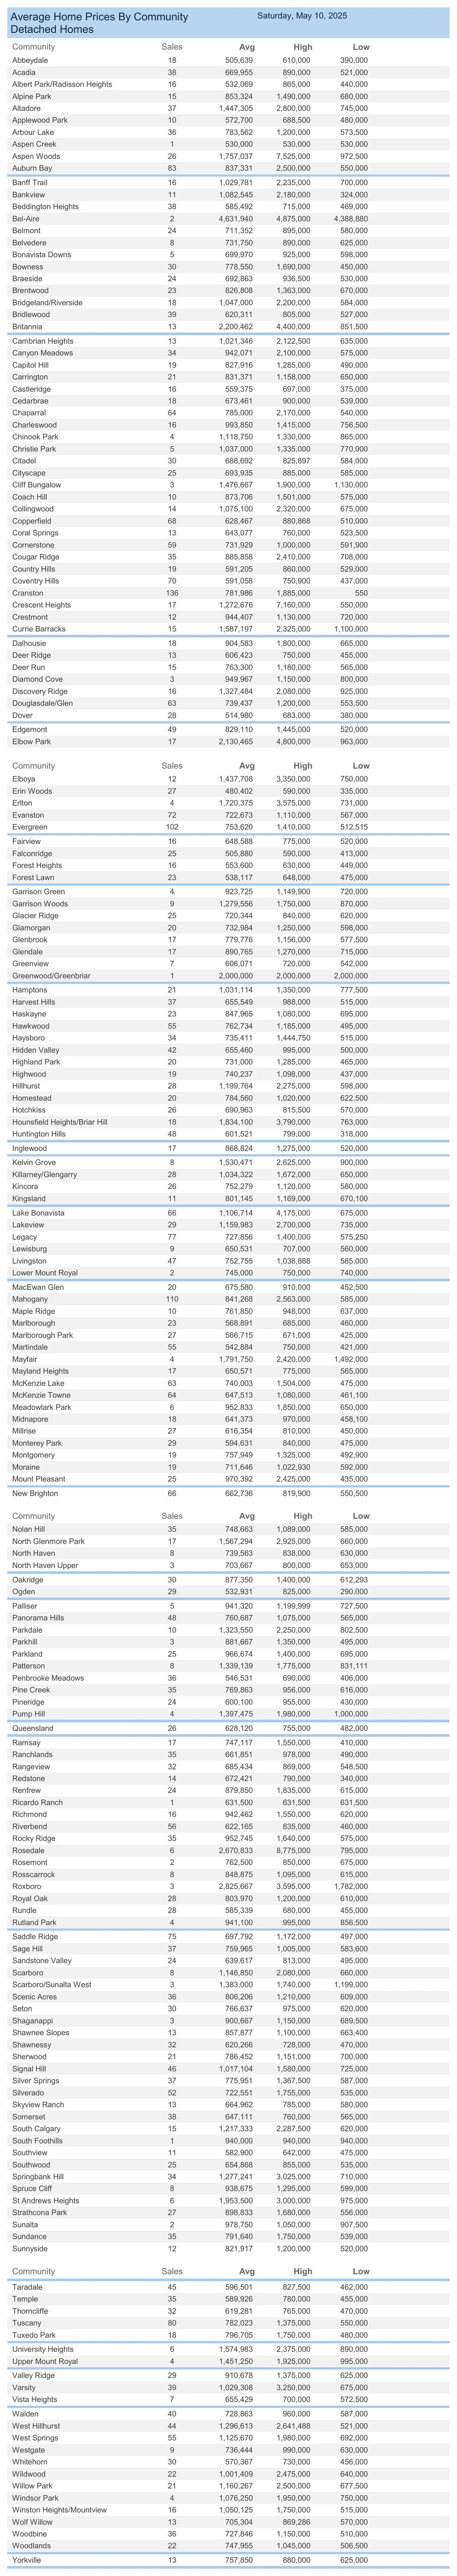 Average Home Prices By Community Saturday, May 10, 2025
Detached Homes
Community Sales Avg High Low
Abbeydale 18 505,639 610,000 390,000
Acadia 38 669,955 890,000 521,000
Albert Park/Radisson Heights 16 532,069 865,000 440,000
Alpine Park 15 853,324 1,490,000 680,000
Altadore 37 1,447,305 2,800,000 745,000
Applewood Park 10 572,700 688,500 480,000
Arbour Lake 36 783,562 1,200,000 573,500
Aspen Creek 1 530,000 530,000 530,000
Aspen Woods 26 1,757,037 7,525,000 972,500
Auburn Bay 83 837,331 2,500,000 550,000
Banff Trail 16 1,029,781 2,235,000 700,000
Bankview 11 1,082,545 2,180,000 324,000
Beddington Heights 38 585,492 715,000 469,000
Bel-Aire 2 4,631,940 4,875,000 4,388,880
Belmont 24 711,352 895,000 580,000
Belvedere 8 731,750 890,000 625,000
Bonavista Downs 5 699,970 925,000 598,000
Bowness 30 778,550 1,690,000 450,000
Braeside 24 692,863 936,500 530,000
Brentwood 23 826,808 1,363,000 670,000
Bridgeland/Riverside 18 1,047,000 2,200,000 584,000
Bridlewood 39 620,311 805,000 527,000
Britannia 13 2,200,462 4,400,000 851,500
Cambrian Heights 13 1,021,346 2,122,500 635,000
Canyon Meadows 34 942,071 2,100,000 575,000
Capitol Hill 19 827,916 1,285,000 490,000
Carrington 21 831,371 1,158,000 650,000
Castleridge 16 559,375 697,000 375,000
Cedarbrae 18 673,461 900,000 539,000
Chaparral 64 785,000 2,170,000 540,000
Charleswood 16 993,850 1,415,000 756,500
Chinook Park 4 1,118,750 1,330,000 865,000
Christie Park 5 1,037,000 1,335,000 770,000
Citadel 30 688,692 825,897 584,000
Cityscape 25 693,935 885,000 585,000
Cliff Bungalow 3 1,476,667 1,900,000 1,130,000
Coach Hill 10 873,706 1,501,000 575,000
Collingwood 14 1,075,100 2,320,000 675,000
Copperfield 68 628,467 880,868 510,000
Coral Springs 13 643,077 760,000 523,500
Cornerstone 59 731,929 1,000,000 591,900
Cougar Ridge 35 885,858 2,410,000 708,000
Country Hills 19 591,205 860,000 529,000
Coventry Hills 70 591,058 750,900 437,000
Cranston 136 781,986 1,885,000 550
Crescent Heights 17 1,272,676 7,160,000 550,000
Crestmont 12 944,407 1,130,000 720,000
Currie Barracks 15 1,587,197 2,325,000 1,100,000
Dalhousie 18 904,583 1,800,000 665,000
Deer Ridge 13 606,423 750,000 455,000
Deer Run 15 763,300 1,180,000 565,000
Diamond Cove 3 949,967 1,150,000 800,000
Discovery Ridge 16 1,327,484 2,080,000 925,000
Douglasdale/Glen 63 739,437 1,200,000 553,500
Dover 28 514,980 683,000 380,000
Edgemont 49 829,110 1,445,000 520,000
Elbow Park 17 2,130,465 4,800,000 963,000
Community Sales Avg High Low
Elboya 12 1,437,708 3,350,000 750,000
Erin Woods 27 480,402 590,000 335,000
Erlton 4 1,720,375 3,575,000 731,000
Evanston 72 722,673 1,110,000 567,000
Evergreen 102 753,620 1,410,000 512,515
Fairview 16 648,588 775,000 520,000
Falconridge 25 505,880 590,000 413,000
Forest Heights 16 553,600 630,000 449,000
Forest Lawn 23 538,117 648,000 475,000
Garrison Green 4 923,725 1,149,900 720,000
Garrison Woods 9 1,279,556 1,750,000 870,000
Glacier Ridge 25 720,344 840,000 620,000
Glamorgan 20 732,984 1,250,000 598,000
Glenbrook 17 779,776 1,156,000 577,500
Glendale 17 890,765 1,270,000 715,000
Greenview 7 606,071 720,000 542,000
Greenwood/Greenbriar 1 2,000,000 2,000,000 2,000,000
Hamptons 21 1,031,114 1,350,000 777,500
Harvest Hills 37 655,549 988,000 515,000
Haskayne 23 847,965 1,080,000 695,000
Hawkwood 55 762,734 1,185,000 495,000
Haysboro 34 735,411 1,444,750 515,000
Hidden Valley 42 655,460 995,000 500,000
Highland Park 20 731,000 1,285,000 465,000
Highwood 19 740,237 1,098,000 437,000
Hillhurst 28 1,199,764 2,275,000 598,000
Homestead 20 784,560 1,020,000 622,500
Hotchkiss 26 690,963 815,500 570,000
Hounsfield Heights/Briar Hill 18 1,834,100 3,790,000 763,000
Huntington Hills 48 601,521 799,000 318,000
Inglewood 17 868,824 1,275,000 520,000
Kelvin Grove 8 1,530,471 2,625,000 900,000
Killarney/Glengarry 28 1,034,322 1,672,000 650,000
Kincora 26 752,279 1,120,000 580,000
Kingsland 11 801,145 1,169,000 670,100
Lake Bonavista 66 1,106,714 4,175,000 675,000
Lakeview 29 1,159,983 2,700,000 735,000
Legacy 77 727,856 1,400,000 575,250
Lewisburg 9 650,531 707,000 560,000
Livingston 47 752,755 1,038,888 585,000
Lower Mount Royal 2 745,000 750,000 740,000
MacEwan Glen 20 675,580 910,000 452,500
Mahogany 110 841,268 2,563,000 585,000
Maple Ridge 10 761,850 948,000 637,000
Marlborough 23 568,891 685,000 460,000
Marlborough Park 27 566,715 671,000 425,000
Martindale 55 542,884 750,000 421,000
Mayfair 4 1,791,750 2,420,000 1,492,000
Mayland Heights 17 650,571 775,000 565,000
McKenzie Lake 63 740,003 1,504,000 475,000
McKenzie Towne 64 647,513 1,080,000 461,100
Meadowlark Park 6 952,833 1,850,000 650,000
Midnapore 18 641,373 970,000 458,100
Millrise 27 616,354 810,000 450,000
Monterey Park 29 594,631 840,000 475,000
Montgomery 19 757,949 1,325,000 492,900
Moraine 19 711,646 1,022,930 592,000
Mount Pleasant 25 970,392 2,425,000 435,000
New Brighton 66 662,736 819,900 550,500
Community Sales Avg High Low
Nolan Hill 35 748,663 1,089,000 585,000
North Glenmore Park 17 1,567,294 2,925,000 660,000
North Haven 8 739,563 838,000 630,000
North Haven Upper 3 703,667 800,000 653,000
Oakridge 30 877,350 1,400,000 612,293
Ogden 29 532,931 825,000 290,000
Palliser 5 941,320 1,199,999 727,500
Panorama Hills 48 760,687 1,075,000 565,000
Parkdale 10 1,323,550 2,250,000 802,500
Parkhill 3 881,667 1,350,000 495,000
Parkland 25 966,674 1,400,000 695,000
Patterson 8 1,339,139 1,775,000 831,111
Penbrooke Meadows 36 546,531 690,000 406,000
Pine Creek 35 769,863 956,000 616,000
Pineridge 24 600,100 955,000 430,000
Pump Hill 4 1,397,475 1,980,000 1,000,000
Queensland 26 628,120 755,000 482,000
Ramsay 17 747,117 1,550,000 410,000
Ranchlands 35 661,851 978,000 490,000
Rangeview 32 685,434 869,000 548,500
Redstone 14 672,421 790,000 340,000
Renfrew 24 879,850 1,835,000 615,000
Ricardo Ranch 1 631,500 631,500 631,500
Richmond 16 942,462 1,550,000 620,000
Riverbend 56 622,165 835,000 460,000
Rocky Ridge 35 952,745 1,640,000 575,000
Rosedale 6 2,670,833 8,775,000 795,000
Rosemont 2 762,500 850,000 675,000
Rosscarrock 8 848,875 1,095,000 615,000
Roxboro 3 2,825,667 3,595,000 1,782,000
Royal Oak 28 803,970 1,200,000 610,000
Rundle 28 585,339 680,000 455,000
Rutland Park 4 941,100 995,000 856,500
Saddle Ridge 75 697,792 1,172,000 497,000
Sage Hill 37 759,965 1,005,000 583,600
Sandstone Valley 24 639,617 813,000 495,000
Scarboro 8 1,146,850 2,080,000 660,000
Scarboro/Sunalta West 3 1,383,000 1,740,000 1,199,000
Scenic Acres 36 806,206 1,210,000 609,000
Seton 30 766,637 975,000 620,000
Shaganappi 3 900,667 1,150,000 689,500
Shawnee Slopes 13 857,877 1,100,000 663,400
Shawnessy 32 620,266 728,000 470,000
Sherwood 21 786,452 1,151,000 700,000
Signal Hill 46 1,017,104 1,580,000 725,000
Silver Springs 37 775,951 1,367,500 587,000
Silverado 52 722,551 1,755,000 535,000
Skyview Ranch 13 664,962 785,000 580,000
Somerset 38 647,111 760,000 565,000
South Calgary 15 1,217,333 2,287,500 620,000
South Foothills 1 940,000 940,000 940,000
Southview 11 582,900 642,000 475,000
Southwood 25 654,868 855,000 535,000
Springbank Hill 34 1,277,241 3,025,000 710,000
Spruce Cliff 8 938,675 1,295,000 599,000
St Andrews Heights 6 1,953,500 3,000,000 975,000
Strathcona Park 27 898,833 1,680,000 556,000
Sunalta 2 978,750 1,050,000 907,500
Sundance 35 791,640 1,750,000 539,000
Sunnyside 12 821,917 1,200,000 520,000
Community Sales Avg High Low
Taradale 45 596,501 827,500 462,000
Temple 35 589,926 780,000 455,000
Thorncliffe 32 619,281 765,000 470,000
Tuscany 80 782,023 1,375,000 550,000
Tuxedo Park 18 796,705 1,750,000 480,000
University Heights 6 1,574,983 2,375,000 890,000
Upper Mount Royal 4 1,451,250 1,925,000 995,000
Valley Ridge 29 910,678 1,375,000 625,000
Varsity 39 1,029,308 3,250,000 675,000
Vista Heights 7 655,429 700,000 572,500
Walden 40 728,863 960,000 587,000
West Hillhurst 44 1,296,613 2,641,488 521,000
West Springs 55 1,125,670 1,980,000 692,000
Westgate 9 736,444 990,000 630,000
Whitehorn 30 570,367 730,000 456,000
Wildwood 22 1,001,409 2,475,000 640,000
Willow Park 21 1,160,267 2,500,000 677,500
Windsor Park 4 1,076,250 1,950,000 715,000
Winston Heights/Mountview 16 1,050,125 1,750,000 515,000
Wolf Willow 13 705,304 869,286 570,000
Woodbine 36 727,846 1,150,000 510,000
Woodlands 22 747,955 1,045,000 506,500
Yorkville 13 757,850 880,000 625,000